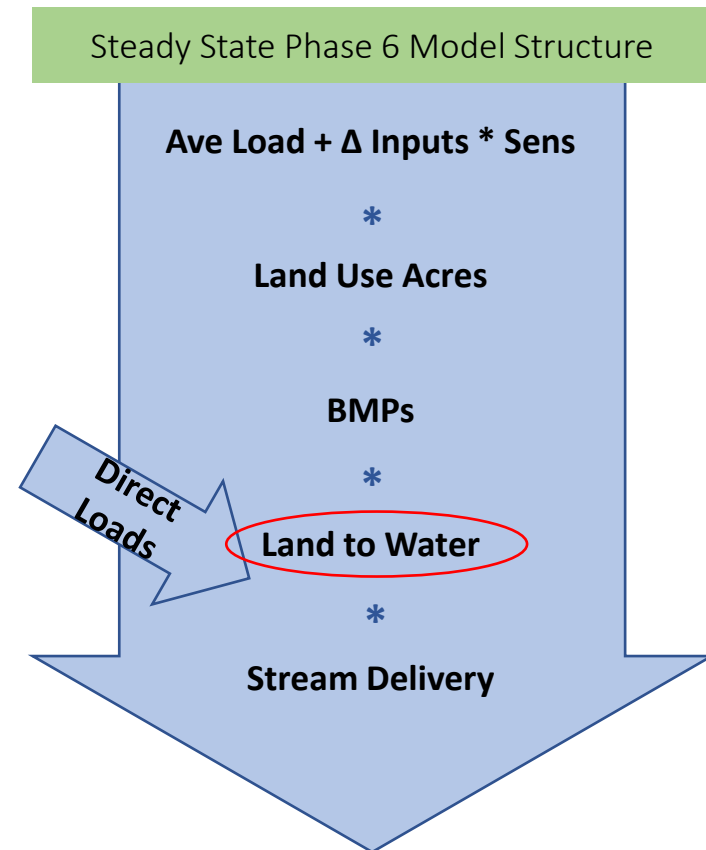 Steady State Phase 6 Model Structure
Ave Load + Δ Inputs * Sens
*
Land Use Acres
*
BMPs
*
Direct
Loads
Land to Water
*
Stream Delivery